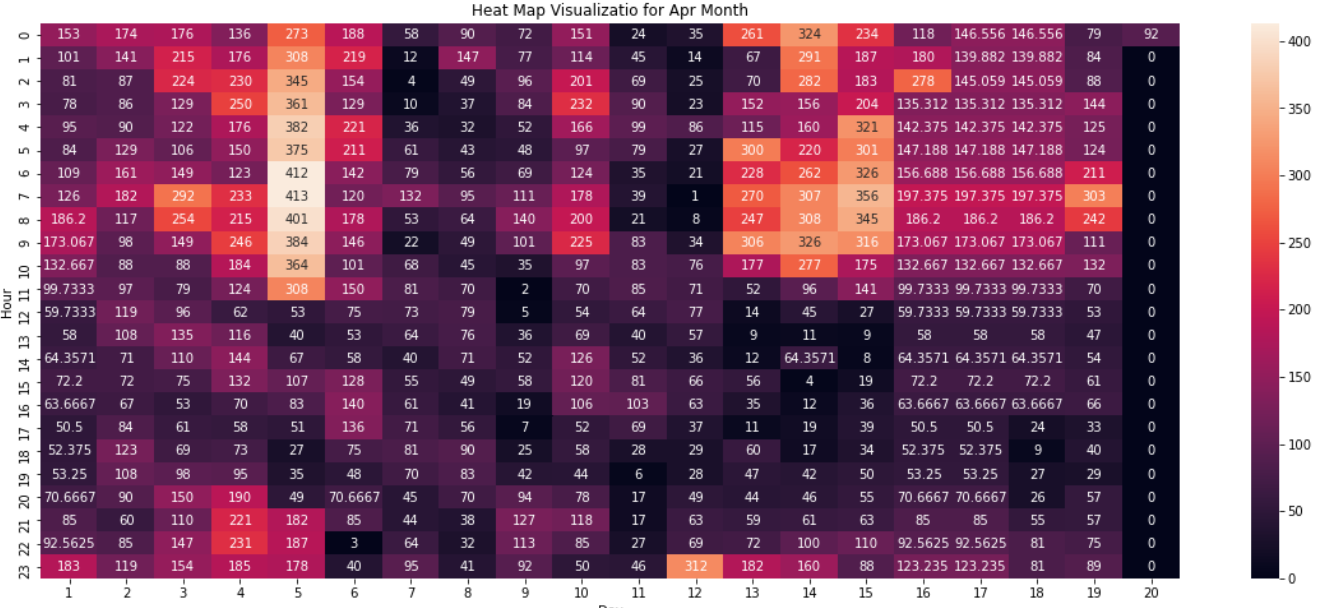 Heat Map Visualizatio for Apr Month
0 153 174 176 136 273 188 58 90 72 151 24 35 261 324 234 118 146.556 146.556 79 92
1 101 141 215 176 308 219 12 147 77 114 45 14 67 291 187 180 139.882 139.882 84 0
2 81 87 224 230 345 154 4 49 96 201 69 25 70 282 183 278 145.059 145.059 88 0
3 78 86 129 250 361 129 10 37 84 232 90 23 152 156 204 135.312 135.312 135.312 144 0
4 95 90 122 176 382 221 36 32 52 166 99 86 115 160 321 142.375 142.375 142.375 125 0
5 84 129 106 150 375 211 61 43 48 97 79 27 300 220 301 147.188 147.188 147.188 124 0
6 109 161 149 123 412 142 79 56 69 124 35 21 228 262 326 156.688 156.688 156.688 211 0
7 126 182 292 233 413 120 132 95 111 178 39 1 270 307 356 197.375 197.375 197.375 303 0
8 186.2 117 254 215 401 178 53 64 140 200 21 8 247 308 345 186.2 186.2 186.2 242 0
9 173.067 98 149 246 384 146 22 49 101 225 83 34 306 326 316 173.067 173.067 173.067 111 0
10 132.667 88 88 184 364 101 68 45 35 97 83 76 177 277 175 132.667 132.667 132.667 132 0
11 99.7333 97 79 124 308 150 81 70 2 70 85 71 52 96 141 99.7333 99.7333 99.7333 70 0
12 59.7333 119 96 62 53 75 73 79 5 54 64 77 14 45 27 59.7333 59.7333 59.7333 53 0
13 58 108 135 116 40 53 64 76 36 69 40 57 9 11 9 58 58 58 47 0
14 64.3571 71 110 144 67 58 40 71 52 126 52 36 12 64.3571 8 64.3571 64.3571 64.3571 54 0
15 72.2 72 75 132 107 128 55 49 58 120 81 66 56 4 19 72.2 72.2 72.2 61 0
16 63.6667 67 53 70 83 140 61 41 19 106 103 63 35 12 36 63.6667 63.6667 63.6667 66 0
17 50.5 84 61 58 51 136 71 56 7 52 69 37 11 19 39 50.5 50.5 24 33 0
18 52.375 123 69 73 27 75 81 90 25 58 28 29 60 17 34 52.375 52.375 9 40 0
19 53.25 108 98 95 35 48 70 83 42 44 6 28 47 42 50 53.25 53.25 27 29 0
20 70.6667 90 150 190 49 70.6667 45 70 94 78 17 49 44 46 55 70.6667 70.6667 26 57 0
21 85 60 110 221 182 85 44 38 127 118 17 63 59 61 63 85 85 55 57 0
22 92.5625 85 147 231 187 3 64 32 113 85 27 69 72 100 110 92.5625 92.5625 81 75 0
23 183 119 154 185 178 40 95 41 92 50 46 312 182 160 88 123.235 123.235 81 89 0
1 2 3 4 5 6 7 8 9 10 11 12 13 14 15 16 17 18 19 20
Hour
400
350
300
250
200
150
100
50
0